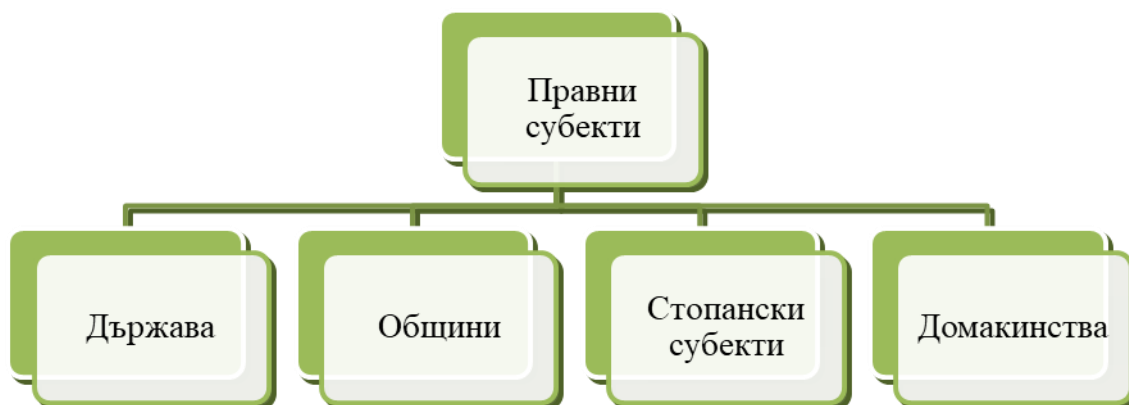 Правни
субекти
Държава
Общини
Стопански
субекти
Домакинства